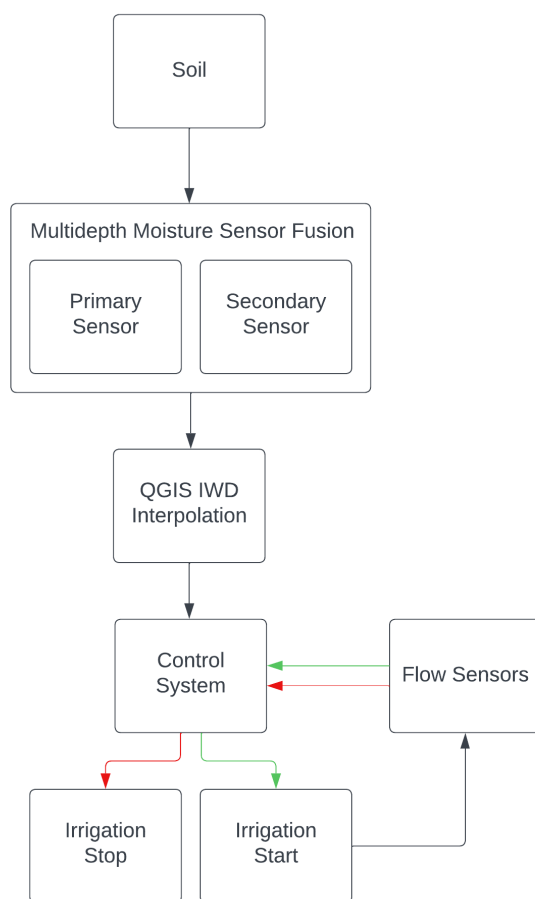 Soil
Multidepth Moisture Sensor Fusion
Primary
Sensor
Secondary
Sensor
QGIS IWD
Interpolation
Control
System
Flow Sensors
Irrigation
Stop
Irrigation
Start